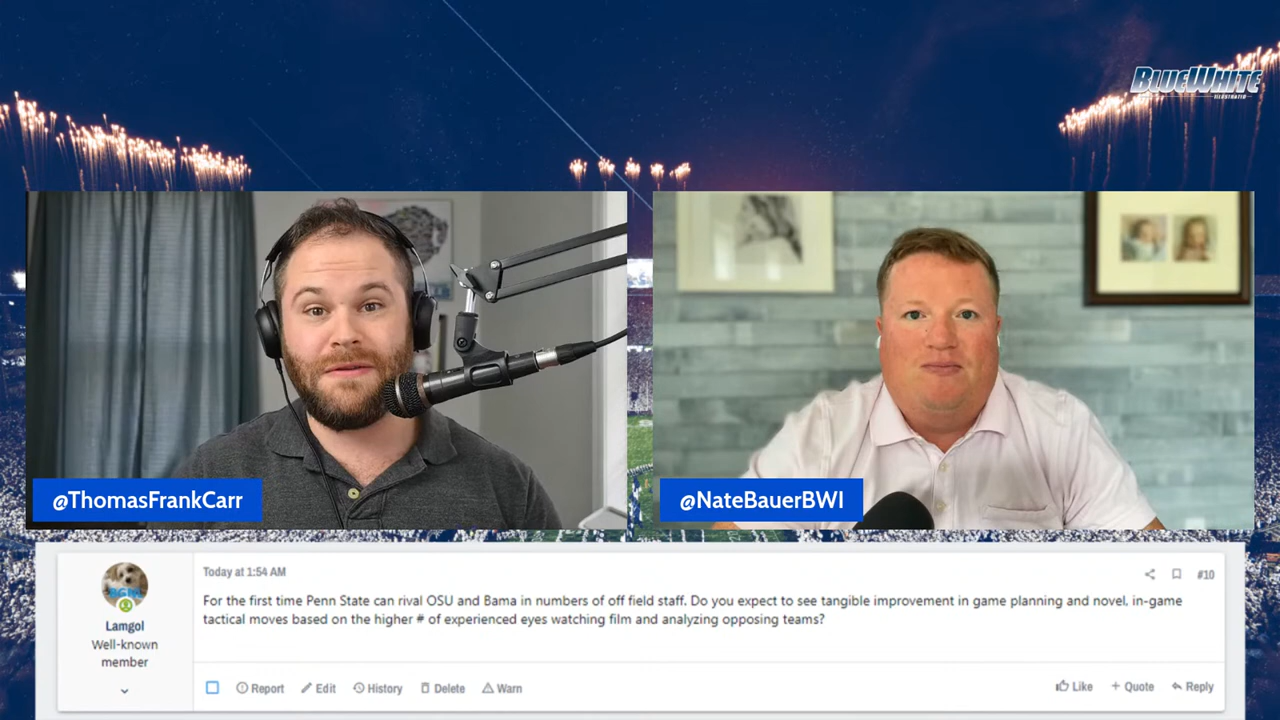 BLUEWHITE
ILLUSTRATED
@ThomasFrankCarr
@NateBauerBWI
Today at 1:54 AM
#10
For the first time Penn State can rival OSU and Bama in numbers of off field staff. Do you expect to see tangible improvement in game planning and novel, in-game
tactical moves based on the higher # of experienced eyes watching film and analyzing opposing teams?
Lamgol
Well-known
member
Report Edit History Delete Warn
Like + Quote Reply